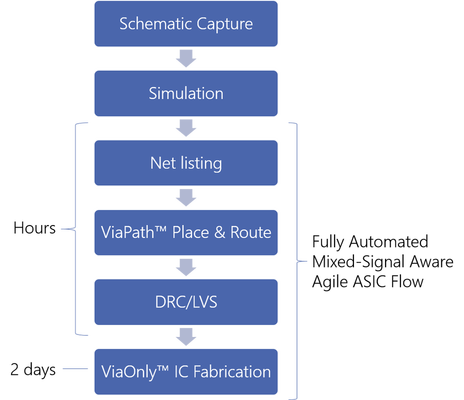 Schematic Capture
Simulation
Net listing
Hours
ViaPath™ Place & Route
Fully Automated
Mixed-Signal Aware
Agile ASIC Flow
DRC/LVS
2 days
ViaOnly™ IC Fabrication